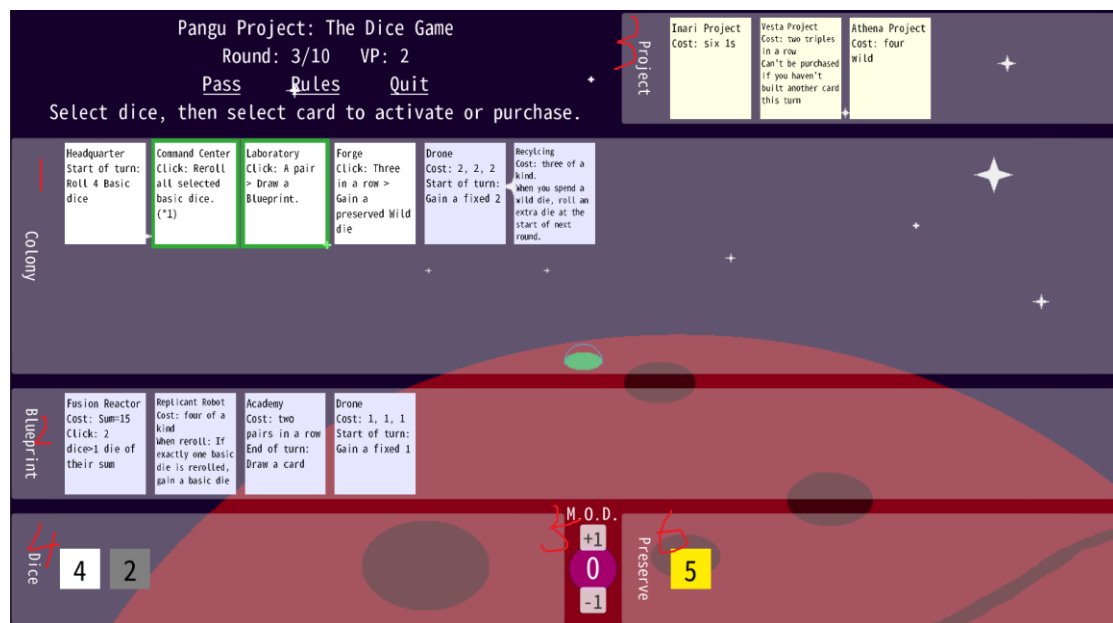 Pangu Project: The Dice Game
Round: 3/10 VP: 2
Pass Rules Quit
Select dice, then select card to activate or purchase.
3
Project
Inari Project
Cost: six 1s
Vesta Project
Cost: two triples
in a row
Can't be purchased
if you haven't
built another card
this turn
Athena Project
Cost: four
wild
1
Colony
Headquarter
Start of turn:
Roll 4 Basic
dice
Command Center
Click: Reroll
all selected
basic dice.
(*1)
Laboratory
Click: A pair
> Draw a
Blueprint.
Forge
Click: Three
in a row >
Gain a
preserved Wild
die
Drone
Cost: 2, 2, 2
Start of turn:
Gain a fixed 2
Recylcing
Cost: three of a
kind.
When you spend a
wild die, roll an
extra die at the
start of next
round.
2
Blueprint
Fusion Reactor
Cost: Sum=15
Click: 2
dice>1 die of
their sum
Replicant Robot
Cost: four of a
kind
When reroll: If
exactly one basic
die is rerolled,
gain a basic die
Academy
Cost: two
pairs in a row
End of turn:
Draw a card
Drone
Cost: 1, 1, 1
Start of turn:
Gain a fixed 1
4
Dice
4 2
5
M.O.D.
+1
0
-1
6
Preserve
5